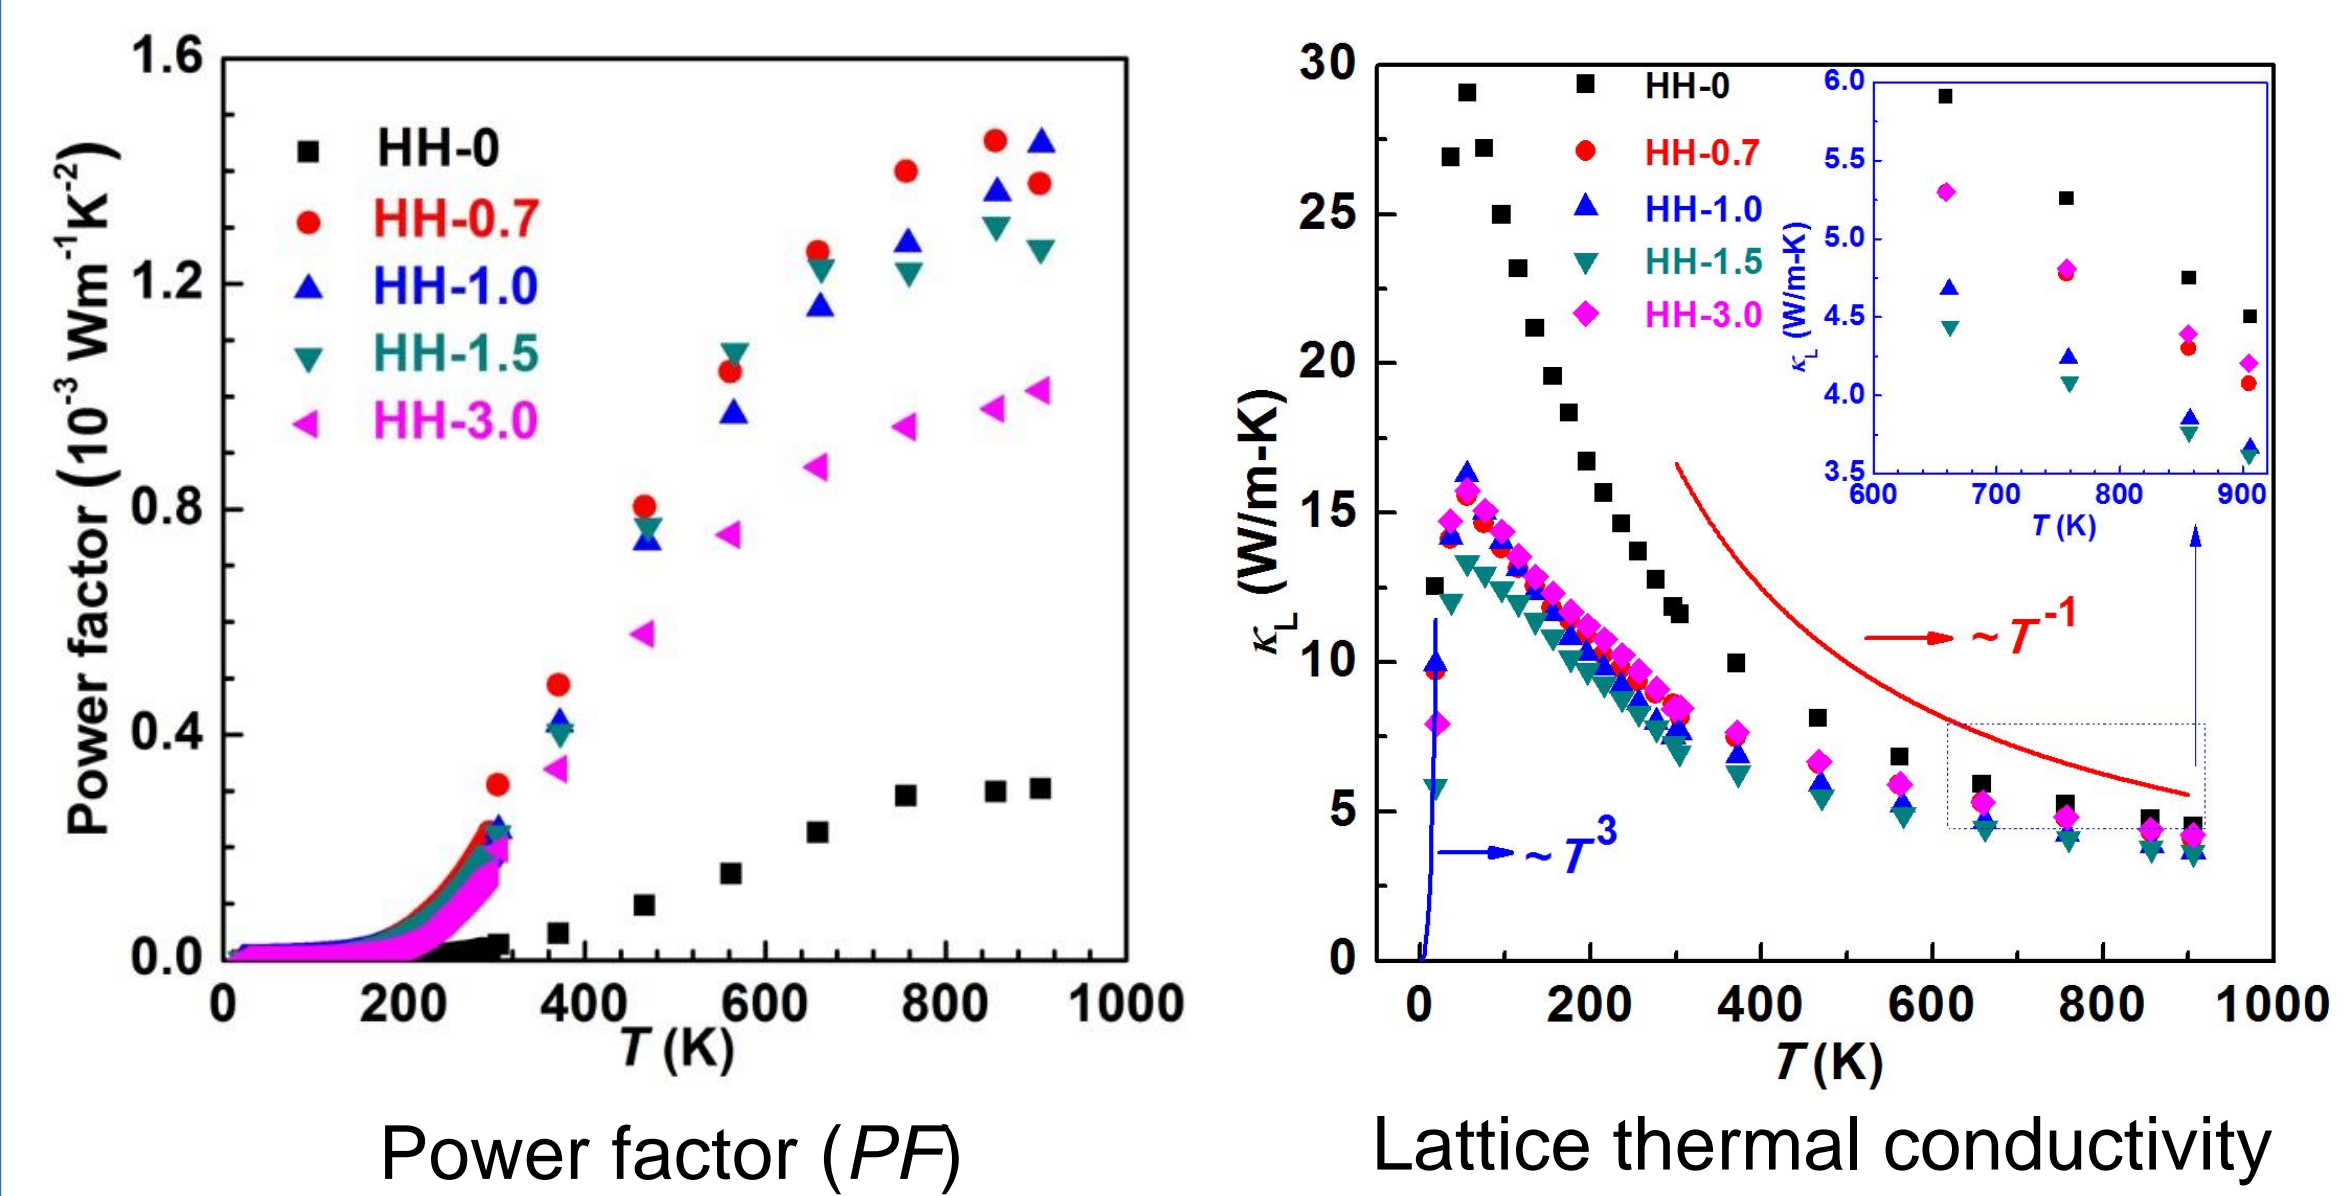 Power factor (10⁻³ Wm⁻¹K⁻²)
1.6
1.2
0.8
0.4
0.0
HH-0
HH-0.7
HH-1.0
HH-1.5
HH-3.0
0 200 400 600 800 1000
T (K)
Power factor (PF)
κL (W/m-K)
30
25
20
15
10
5
0
HH-0
HH-0.7
HH-1.0
HH-1.5
HH-3.0
κL (W/m-K)
6.0
5.5
5.0
4.5
4.0
3.5
600 700 800 900
T (K)
~ T⁻¹
~ T³
0 200 400 600 800 1000
T (K)
Lattice thermal conductivity